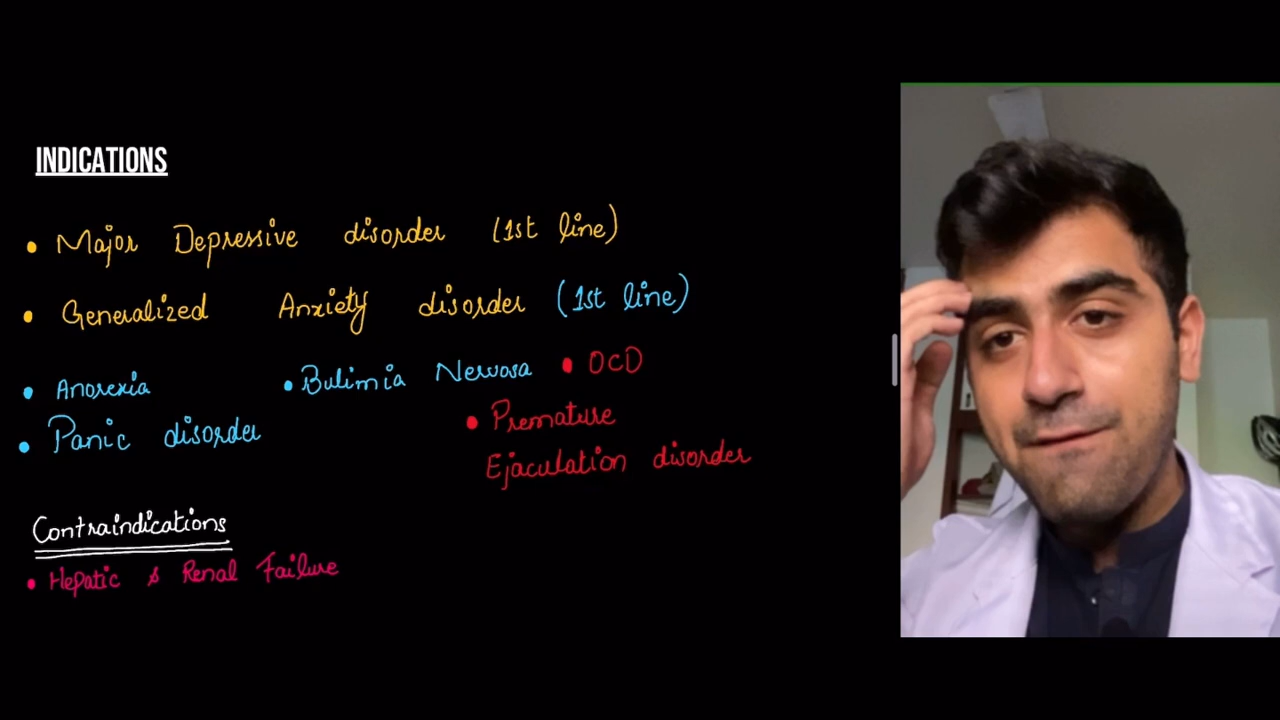 INDICATIONS
• Major Depressive disorder (1st line)
• Generalized Anxiety disorder (1st line)
• Anorexia • Bulimia Nervosa • OCD
• Panic disorder • Premature
Ejaculation disorder
Contraindications
• Hepatic & Renal Failure